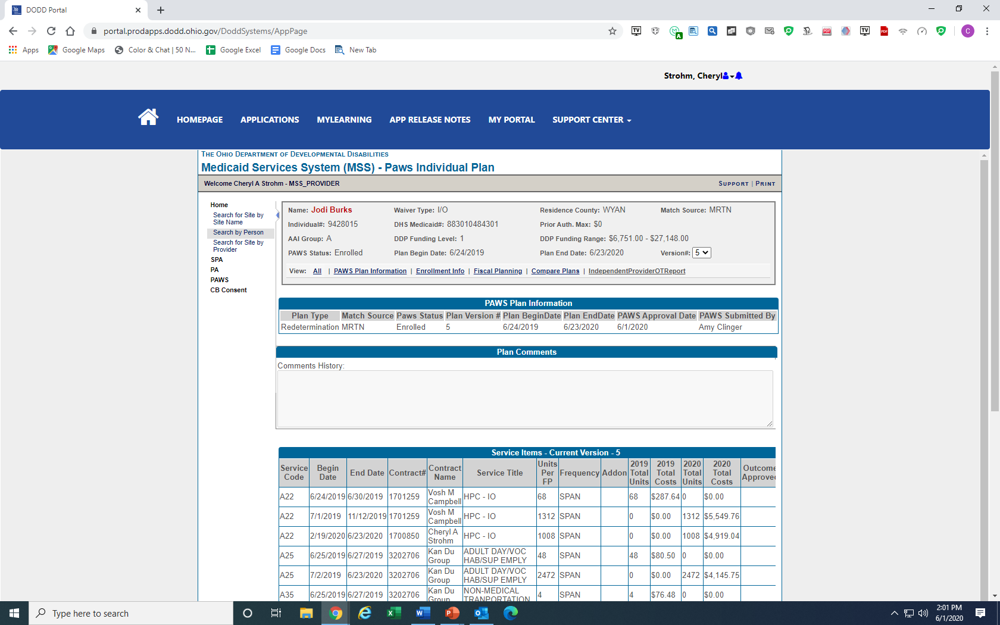 DODD Portal
portal.prodapps.dodd.ohio.gov/DoddSystems/AppPage
Apps Google Maps Color & Chat | 50 N... Google Excel Google Docs New Tab
Strohm, Cheryl
HOMEPAGE APPLICATIONS MYLEARNING APP RELEASE NOTES MY PORTAL SUPPORT CENTER
THE OHIO DEPARTMENT OF DEVELOPMENTAL DISABILITIES
Medicaid Services System (MSS) - Paws Individual Plan
Welcome Cheryl A Strohm - MSS_PROVIDER SUPPORT | PRINT
Home
Search for Site by
Site Name
Search by Person
Search for Site by
Provider
SPA
PA
PAWS
CB Consent
Name: Jodi Burks Waiver Type: I/O Residence County: WYAN Match Source: MRTN
Individual#: 9428015 DHS Medicaid#: 883010484301 Prior Auth. Max: $0
AAI Group: A DDP Funding Level: 1 DDP Funding Range: $6,751.00 - $27,148.00
PAWS Status: Enrolled Plan Begin Date: 6/24/2019 Plan End Date: 6/23/2020 Version#: 5
View: All | PAWS Plan Information | Enrollment Info | Fiscal Planning | Compare Plans | IndependentProviderOTReport
PAWS Plan Information
Plan Type Match Source Paws Status Plan Version # Plan BeginDate Plan EndDate PAWS Approval Date PAWS Submitted By
Redetermination MRTN Enrolled 5 6/24/2019 6/23/2020 6/1/2020 Amy Clinger
Plan Comments
Comments History:
Service Items - Current Version - 5
Service Code Begin Date End Date Contract# Contract Name Service Title Units Per FP Frequency Addon 2019 Total Units 2019 Total Costs 2020 Total Units 2020 Total Costs Outcome Approved
A22 6/24/2019 6/30/2019 1701259 Vosh M Campbell HPC - IO 68 SPAN 68 $287.64 0 $0.00
A22 7/1/2019 11/12/2019 1701259 Vosh M Campbell HPC - IO 1312 SPAN 0 $0.00 1312 $5,549.76
A22 2/19/2020 6/23/2020 1700850 Cheryl A Strohm HPC - IO 1008 SPAN 0 $0.00 1008 $4,919.04
A25 6/25/2019 6/27/2019 3202706 Kan Du Group ADULT DAY/VOC HAB/SUP EMPLY 48 SPAN 48 $80.50 0 $0.00
A25 7/2/2019 6/23/2020 3202706 Kan Du Group ADULT DAY/VOC HAB/SUP EMPLY 2472 SPAN 0 $0.00 2472 $4,145.75
A35 6/25/2019 6/27/2019 3202706 Kan Du Group NON-MEDICAL TRANPORTATION 4 SPAN 4 $76.48 0 $0.00
Type here to search
2:01 PM
6/1/2020